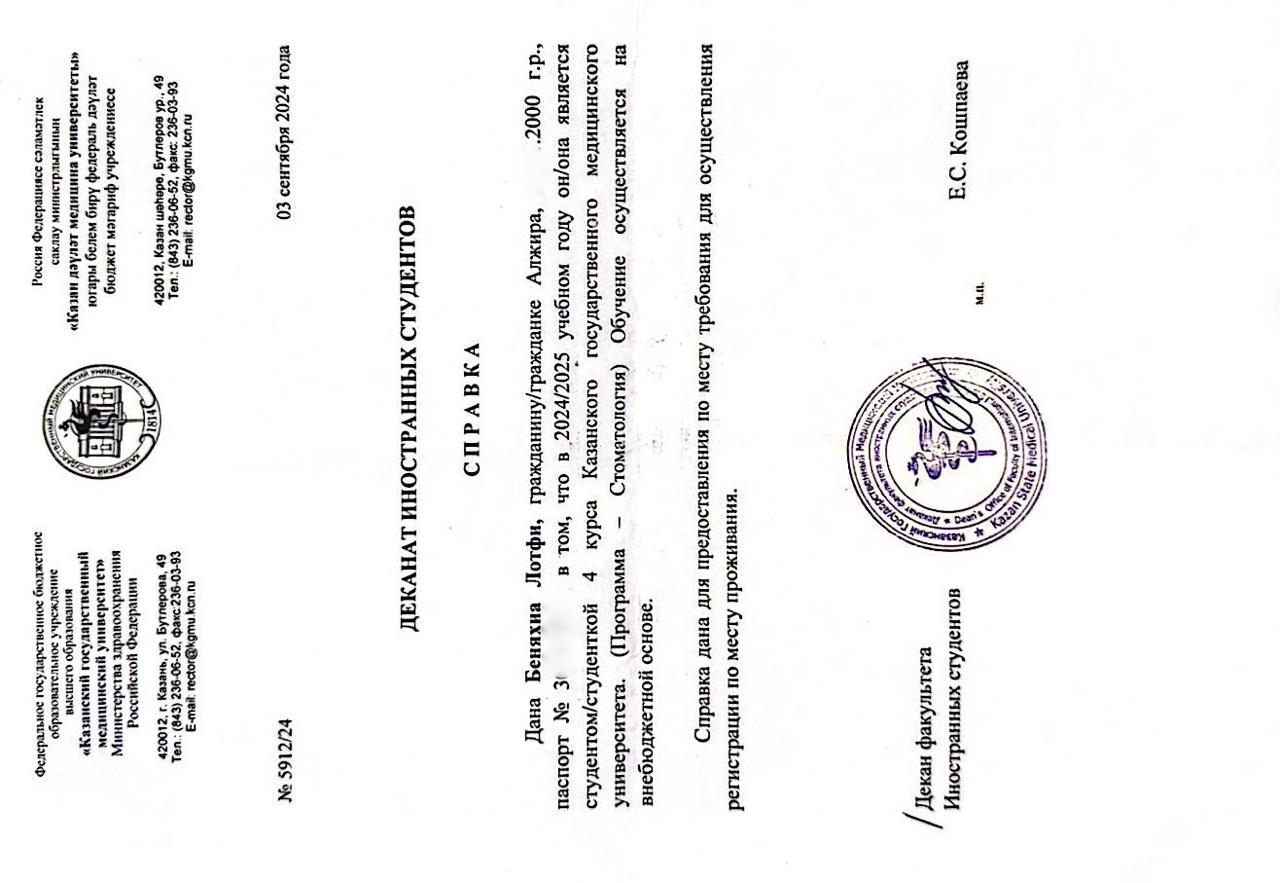 Федеральное государственное бюджетное
образовательное учреждение
высшего образования
«Казанский государственный
медицинский университет»
Министерства здравоохранения
Российской Федерации
420012, г. Казань, ул. Бутлерова, 49
Тел.: (843) 236-06-52, факс:236-03-93
E-mail: rector@kgmu.kcn.ru
КАЗАНСКИЙ ГОСУДАРСТВЕННЫЙ МЕДИЦИНСКИЙ УНИВЕРСИТЕТ
1814
Россия Федерациясе сәламәтлек
саклау министрлыгының
«Казан дәүләт медицина университеты»
югары белем бирү федераль дәүләт
бюджет мәгариф учреждениесе
420012, Казан шәһәре, Бутлеров ур., 49
Тел.: (843) 236-06-52, факс: 236-03-93
E-mail: rector@kgmu.kcn.ru
№ 5912/24
03 сентября 2024 года
ДЕКАНАТ ИНОСТРАННЫХ СТУДЕНТОВ
СПРАВКА
Дана Беняхиа Лотфи, гражданину/гражданке Алжира, .2000 г.р.,
паспорт № 3 в том, что в 2024/2025 учебном году он/она является
студентом/студенткой 4 курса Казанского государственного медицинского
университета. (Программа – Стоматология) Обучение осуществляется на
внебюджетной основе.
Справка дана для предоставления по месту требования для осуществления
регистрации по месту проживания.
Декан факультета
Иностранных студентов
Казанский Государственный Медицинский
Деканат факультета иностранных
Dean's Office of Faculty of International
Kazan State Medical Univers
м.п.
Е.С. Кошпаева